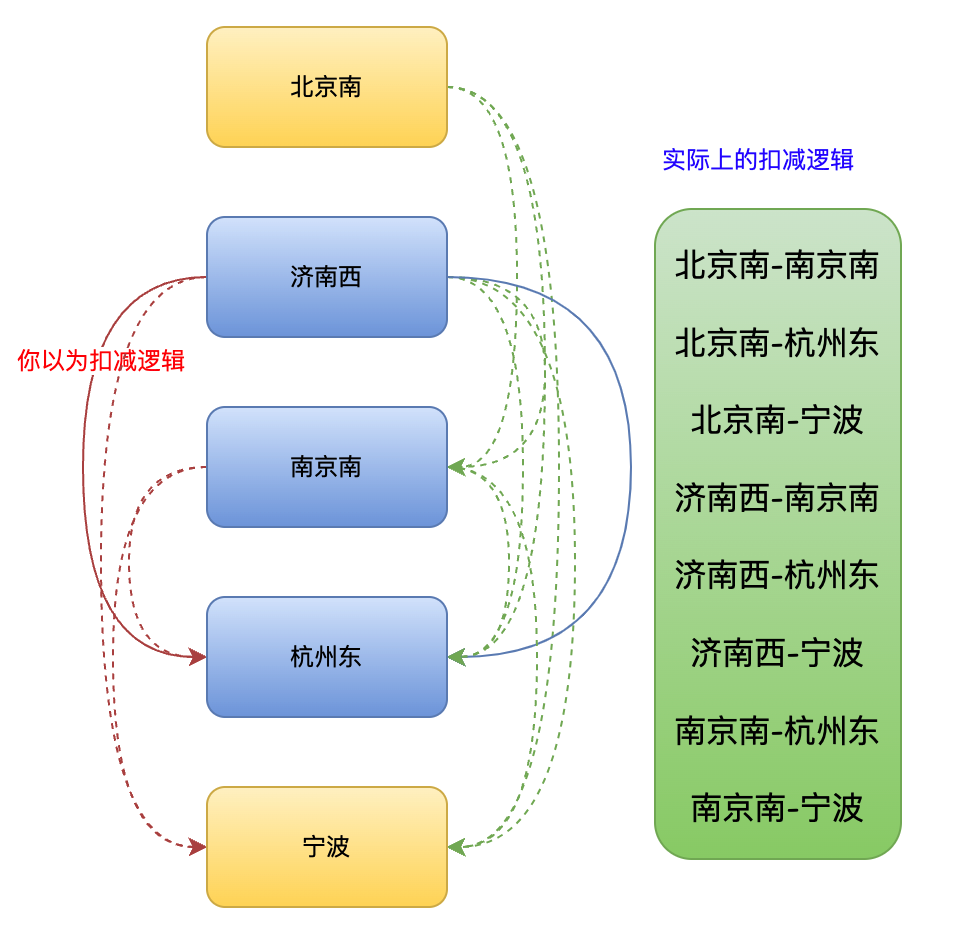 北京南
济南西
你以为扣减逻辑
南京南
杭州东
宁波
实际上的扣减逻辑
北京南-南京南
北京南-杭州东
北京南-宁波
济南西-南京南
济南西-杭州东
济南西-宁波
南京南-杭州东
南京南-宁波